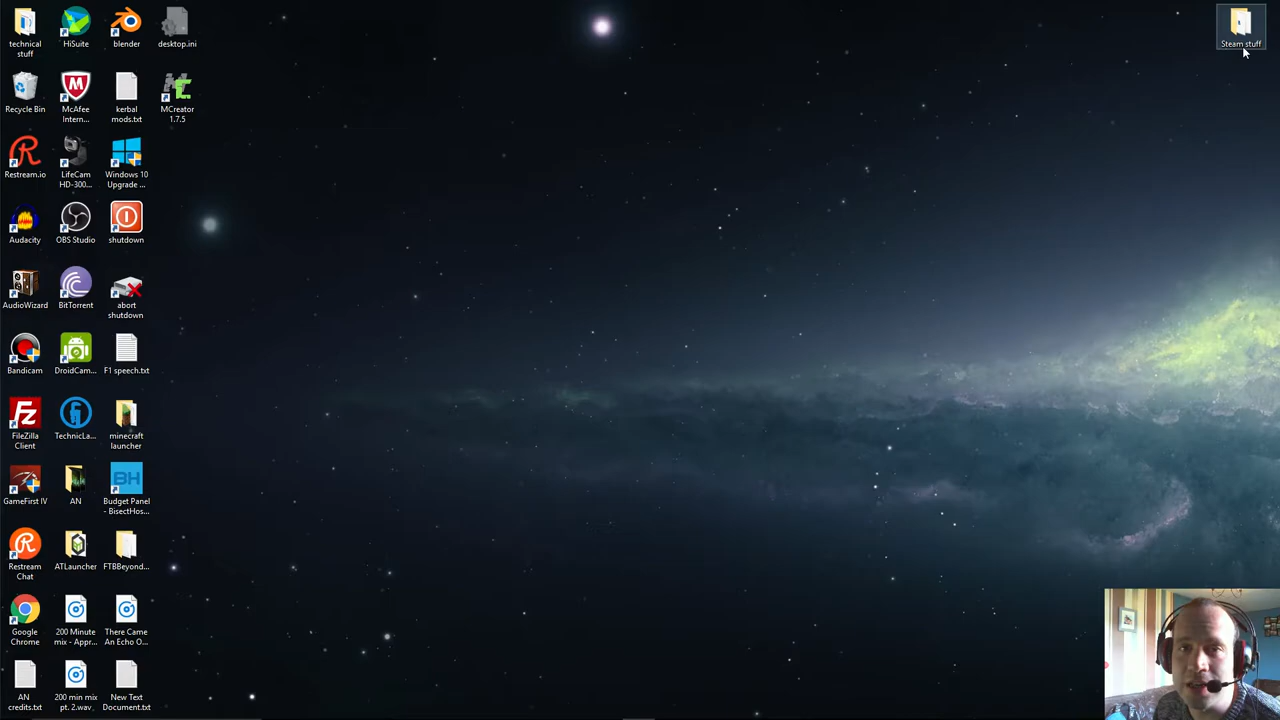 technical
stuff
HiSuite
blender
desktop.ini
Steam stuff
Recycle Bin
McAfee
Intern...
kerbal
mods.txt
MCreator
1.7.5
Restream.io
LifeCam
HD-300...
Windows 10
Upgrade ...
Audacity
OBS Studio
shutdown
AudioWizard
BitTorrent
abort
shutdown
Bandicam
DroidCam...
F1 speech.txt
FileZilla
Client
TechnicLa...
minecraft
launcher
GameFirst IV
AN
BH
Budget Panel
- BisectHos...
Restream
Chat
ATLauncher
FTBBeyond...
Google
Chrome
200 Minute
mix - Appr...
There Came
An Echo O...
AN
credits.txt
200 min mix
pt. 2.wav
New Text
Document.txt